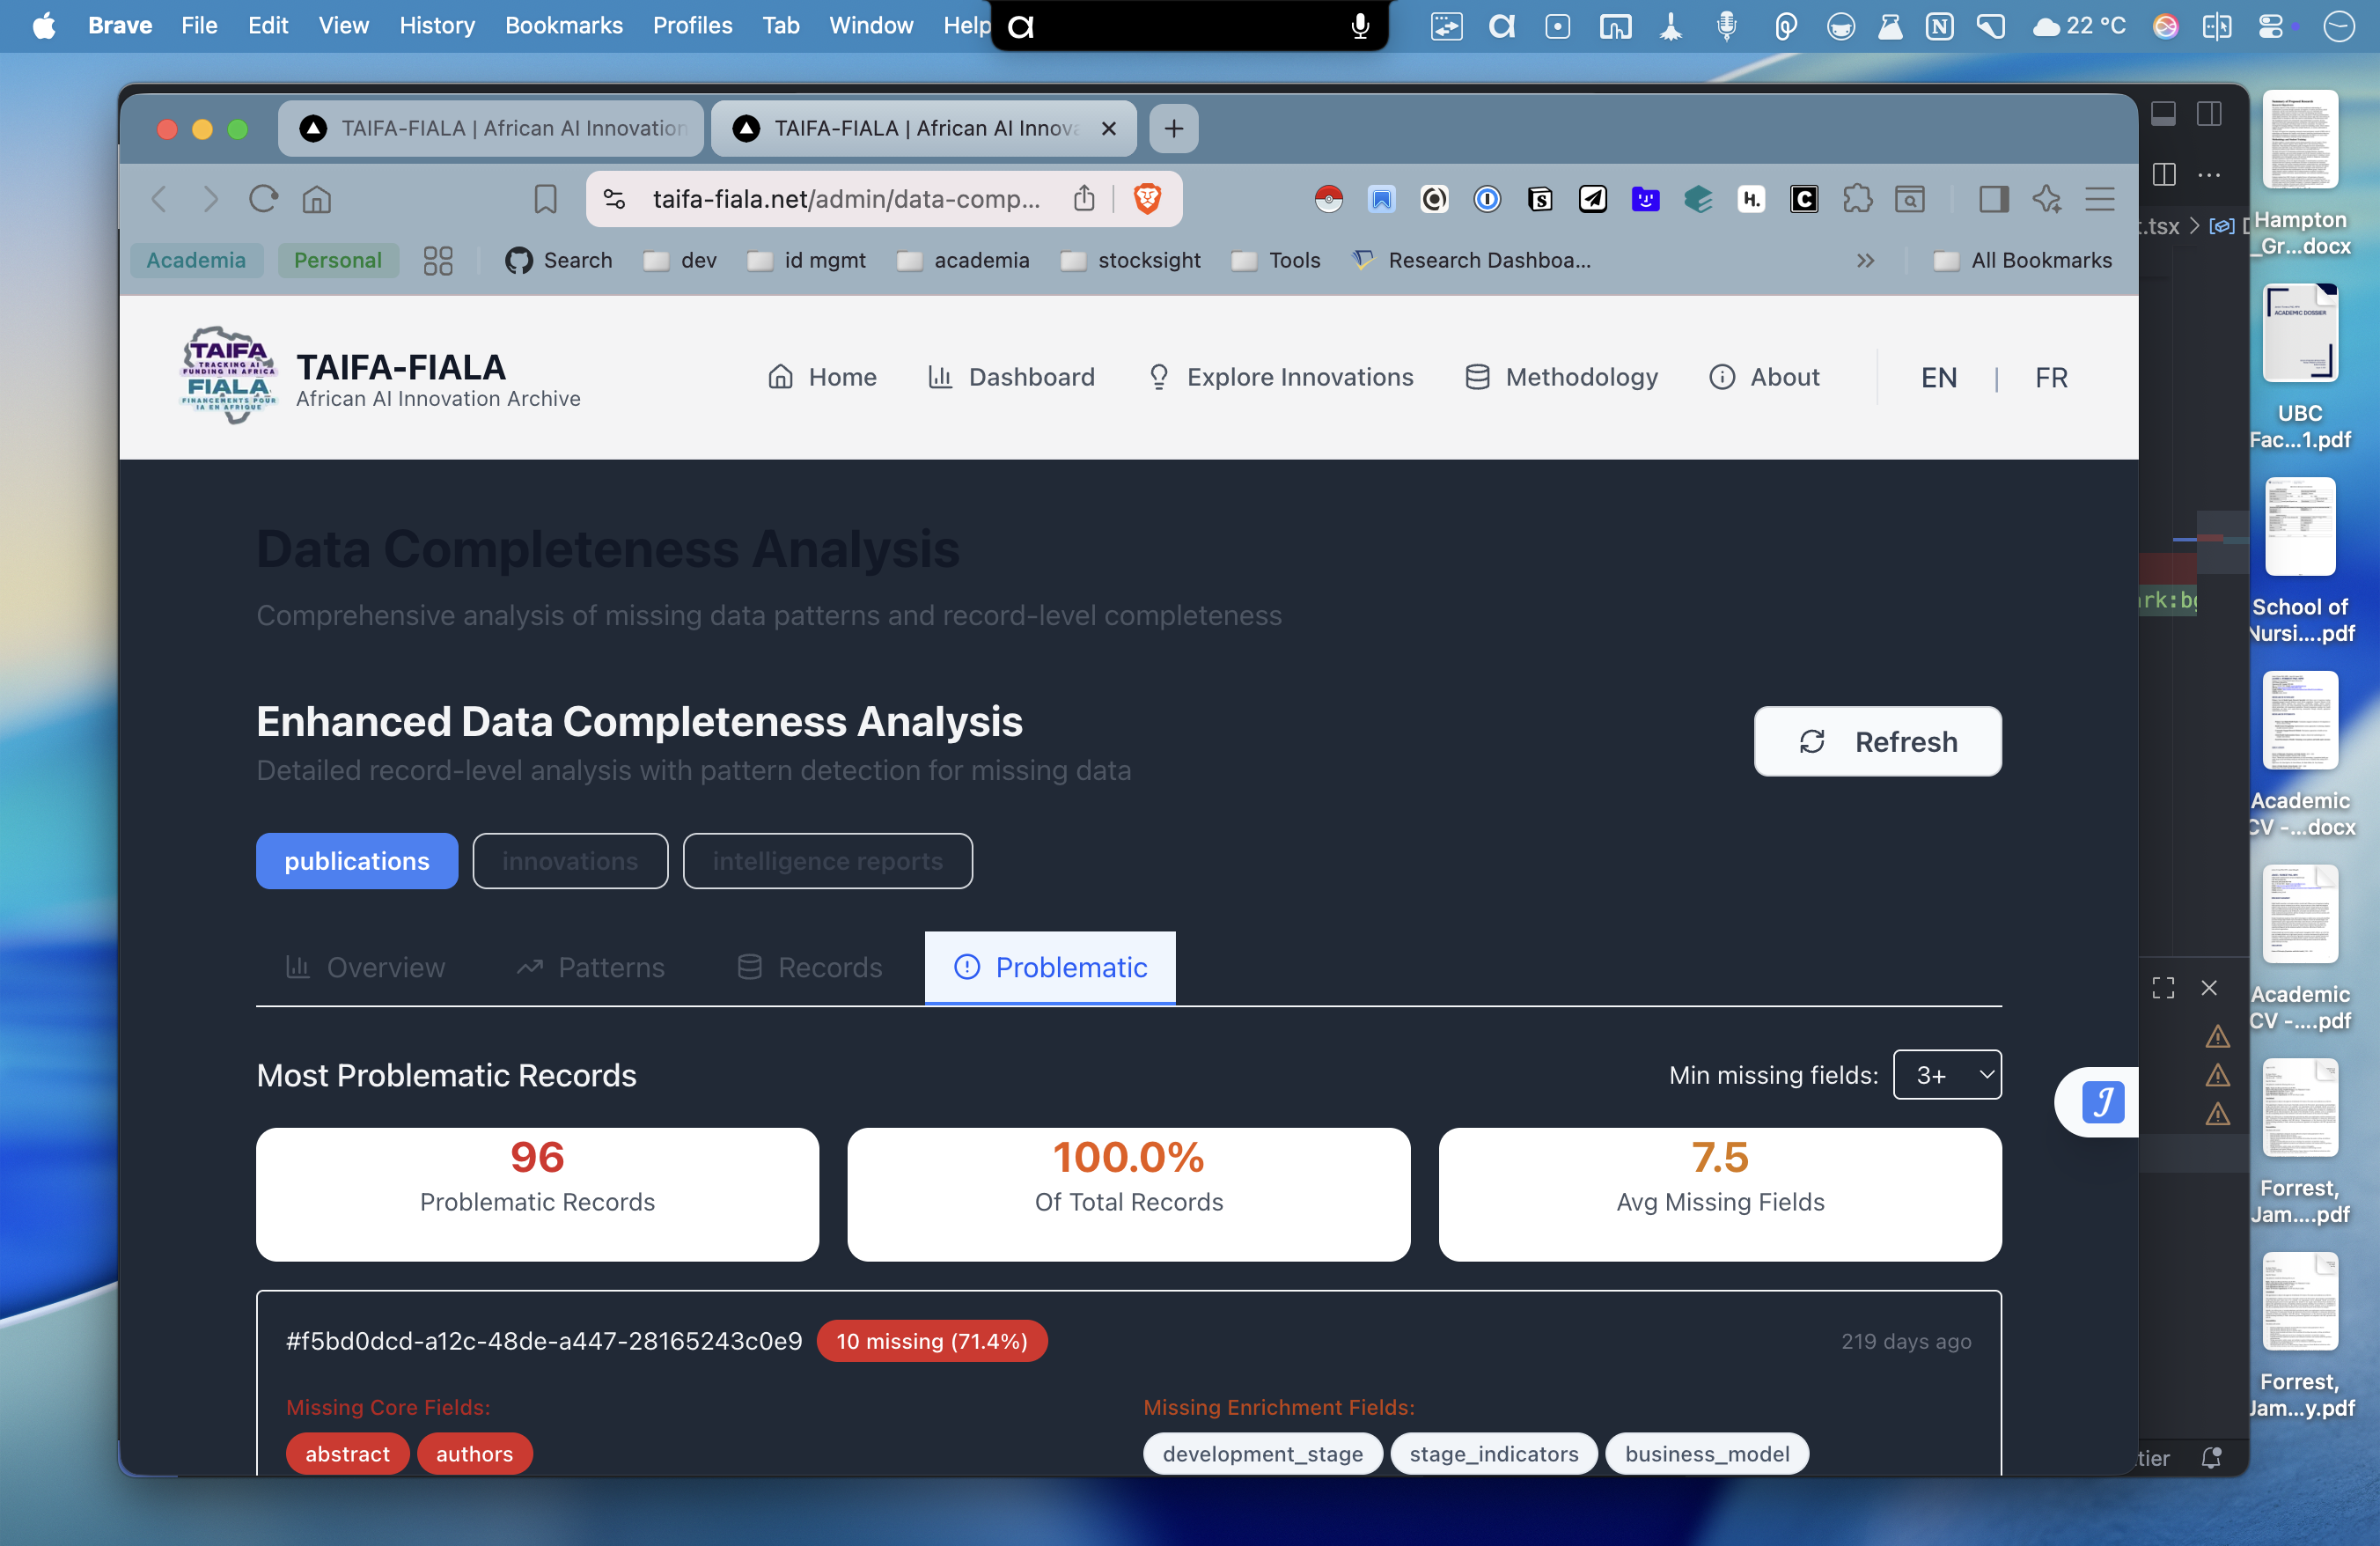 Brave File Edit View History Bookmarks Profiles Tab Window Help 22 °C
TAIFA-FIALA | African AI Innovation
TAIFA-FIALA | African AI Innova
taifa-fiala.net/admin/data-comp...
Academia Personal Search dev id mgmt academia stocksight Tools Research Dashboa... » All Bookmarks
TAIFA
TRACKING AI
FUNDING IN AFRICA
FIALA
FINANCEMENTS POUR
IA EN AFRIQUE
TAIFA-FIALA
African AI Innovation Archive
Home Dashboard Explore Innovations Methodology About EN | FR
Data Completeness Analysis
Comprehensive analysis of missing data patterns and record-level completeness
Enhanced Data Completeness Analysis
Detailed record-level analysis with pattern detection for missing data
Refresh
publications innovations intelligence reports
Overview Patterns Records Problematic
Most Problematic Records
Min missing fields: 3+
96
Problematic Records
100.0%
Of Total Records
7.5
Avg Missing Fields
#f5bd0dcd-a12c-48de-a447-28165243c0e9 10 missing (71.4%) 219 days ago
Missing Core Fields:
abstract authors
Missing Enrichment Fields:
development_stage stage_indicators business_model
.tsx >
rk:bg
tier
Hampton
_Gr...docx
ACADEMIC DOSSIER
UBC
Fac...1.pdf
School of
Nursi....pdf
Academic
CV -...docx
Academic
CV -....pdf
Forrest,
Jam....pdf
Forrest,
Jam...y.pdf